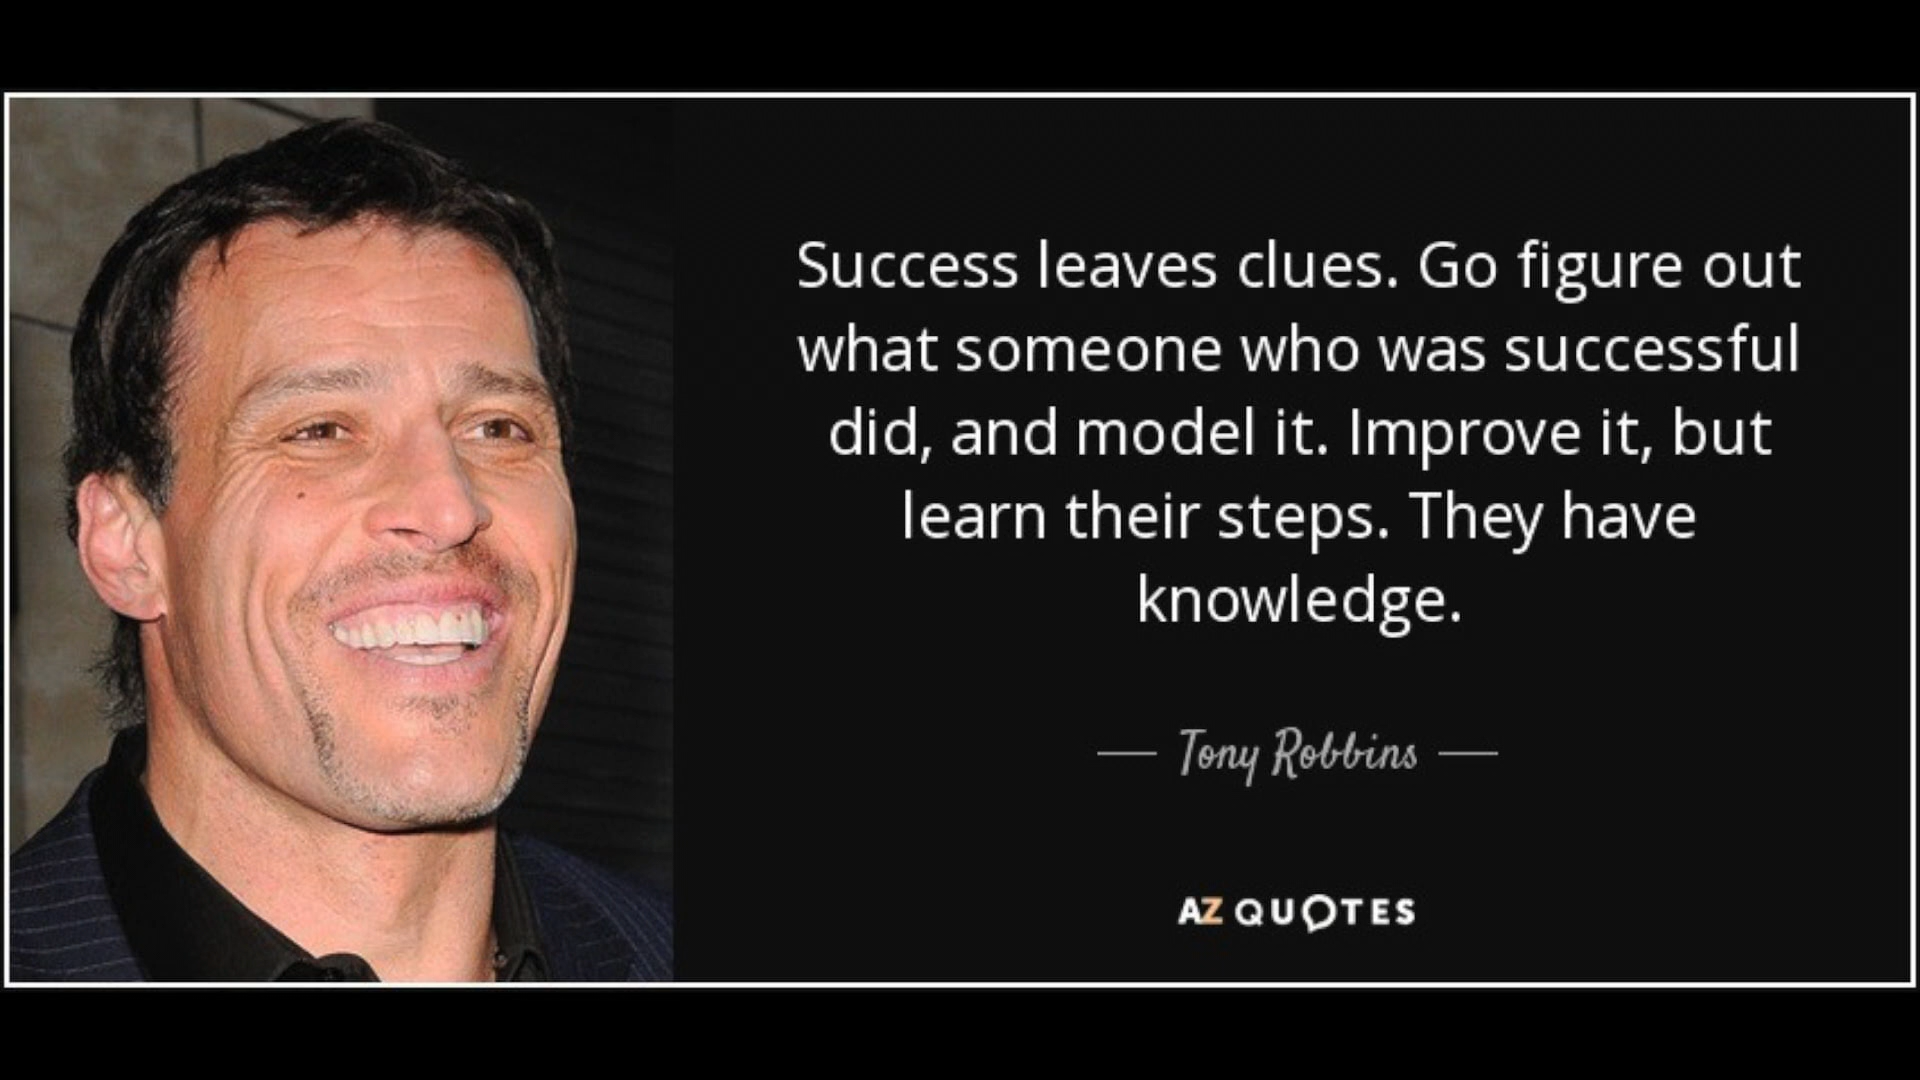 Success leaves clues. Go figure out
what someone who was successful
did, and model it. Improve it, but
learn their steps. They have
knowledge.
— Tony Robbins —
AZ QUOTES